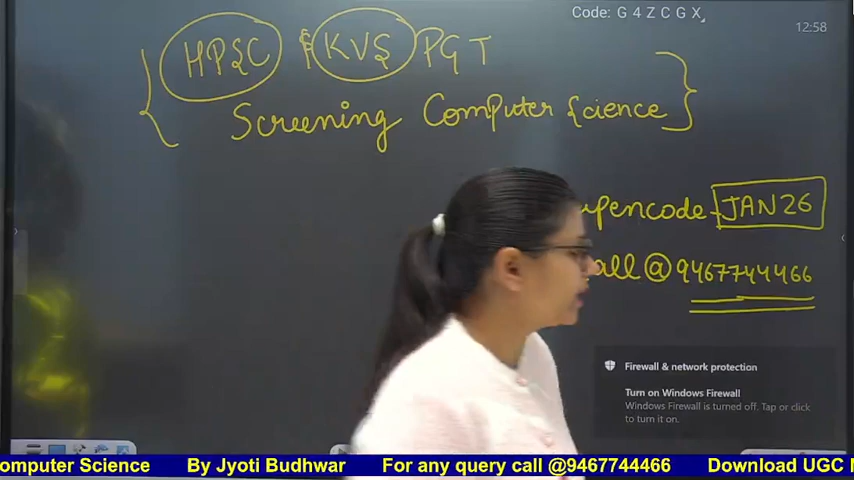 Code: G 4 Z C G X
12:58
HPSC & KVS PGT
Screening Computer Science
JAN26
@9467744466
Firewall & network protection
Turn on Windows Firewall
Windows Firewall is turned off. Tap or click
to turn it on.
omputer Science By Jyoti Budhwar For any query call @9467744466 Download UGC